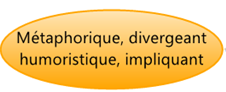 Métaphorique, divergeant
humoristique, impliquant